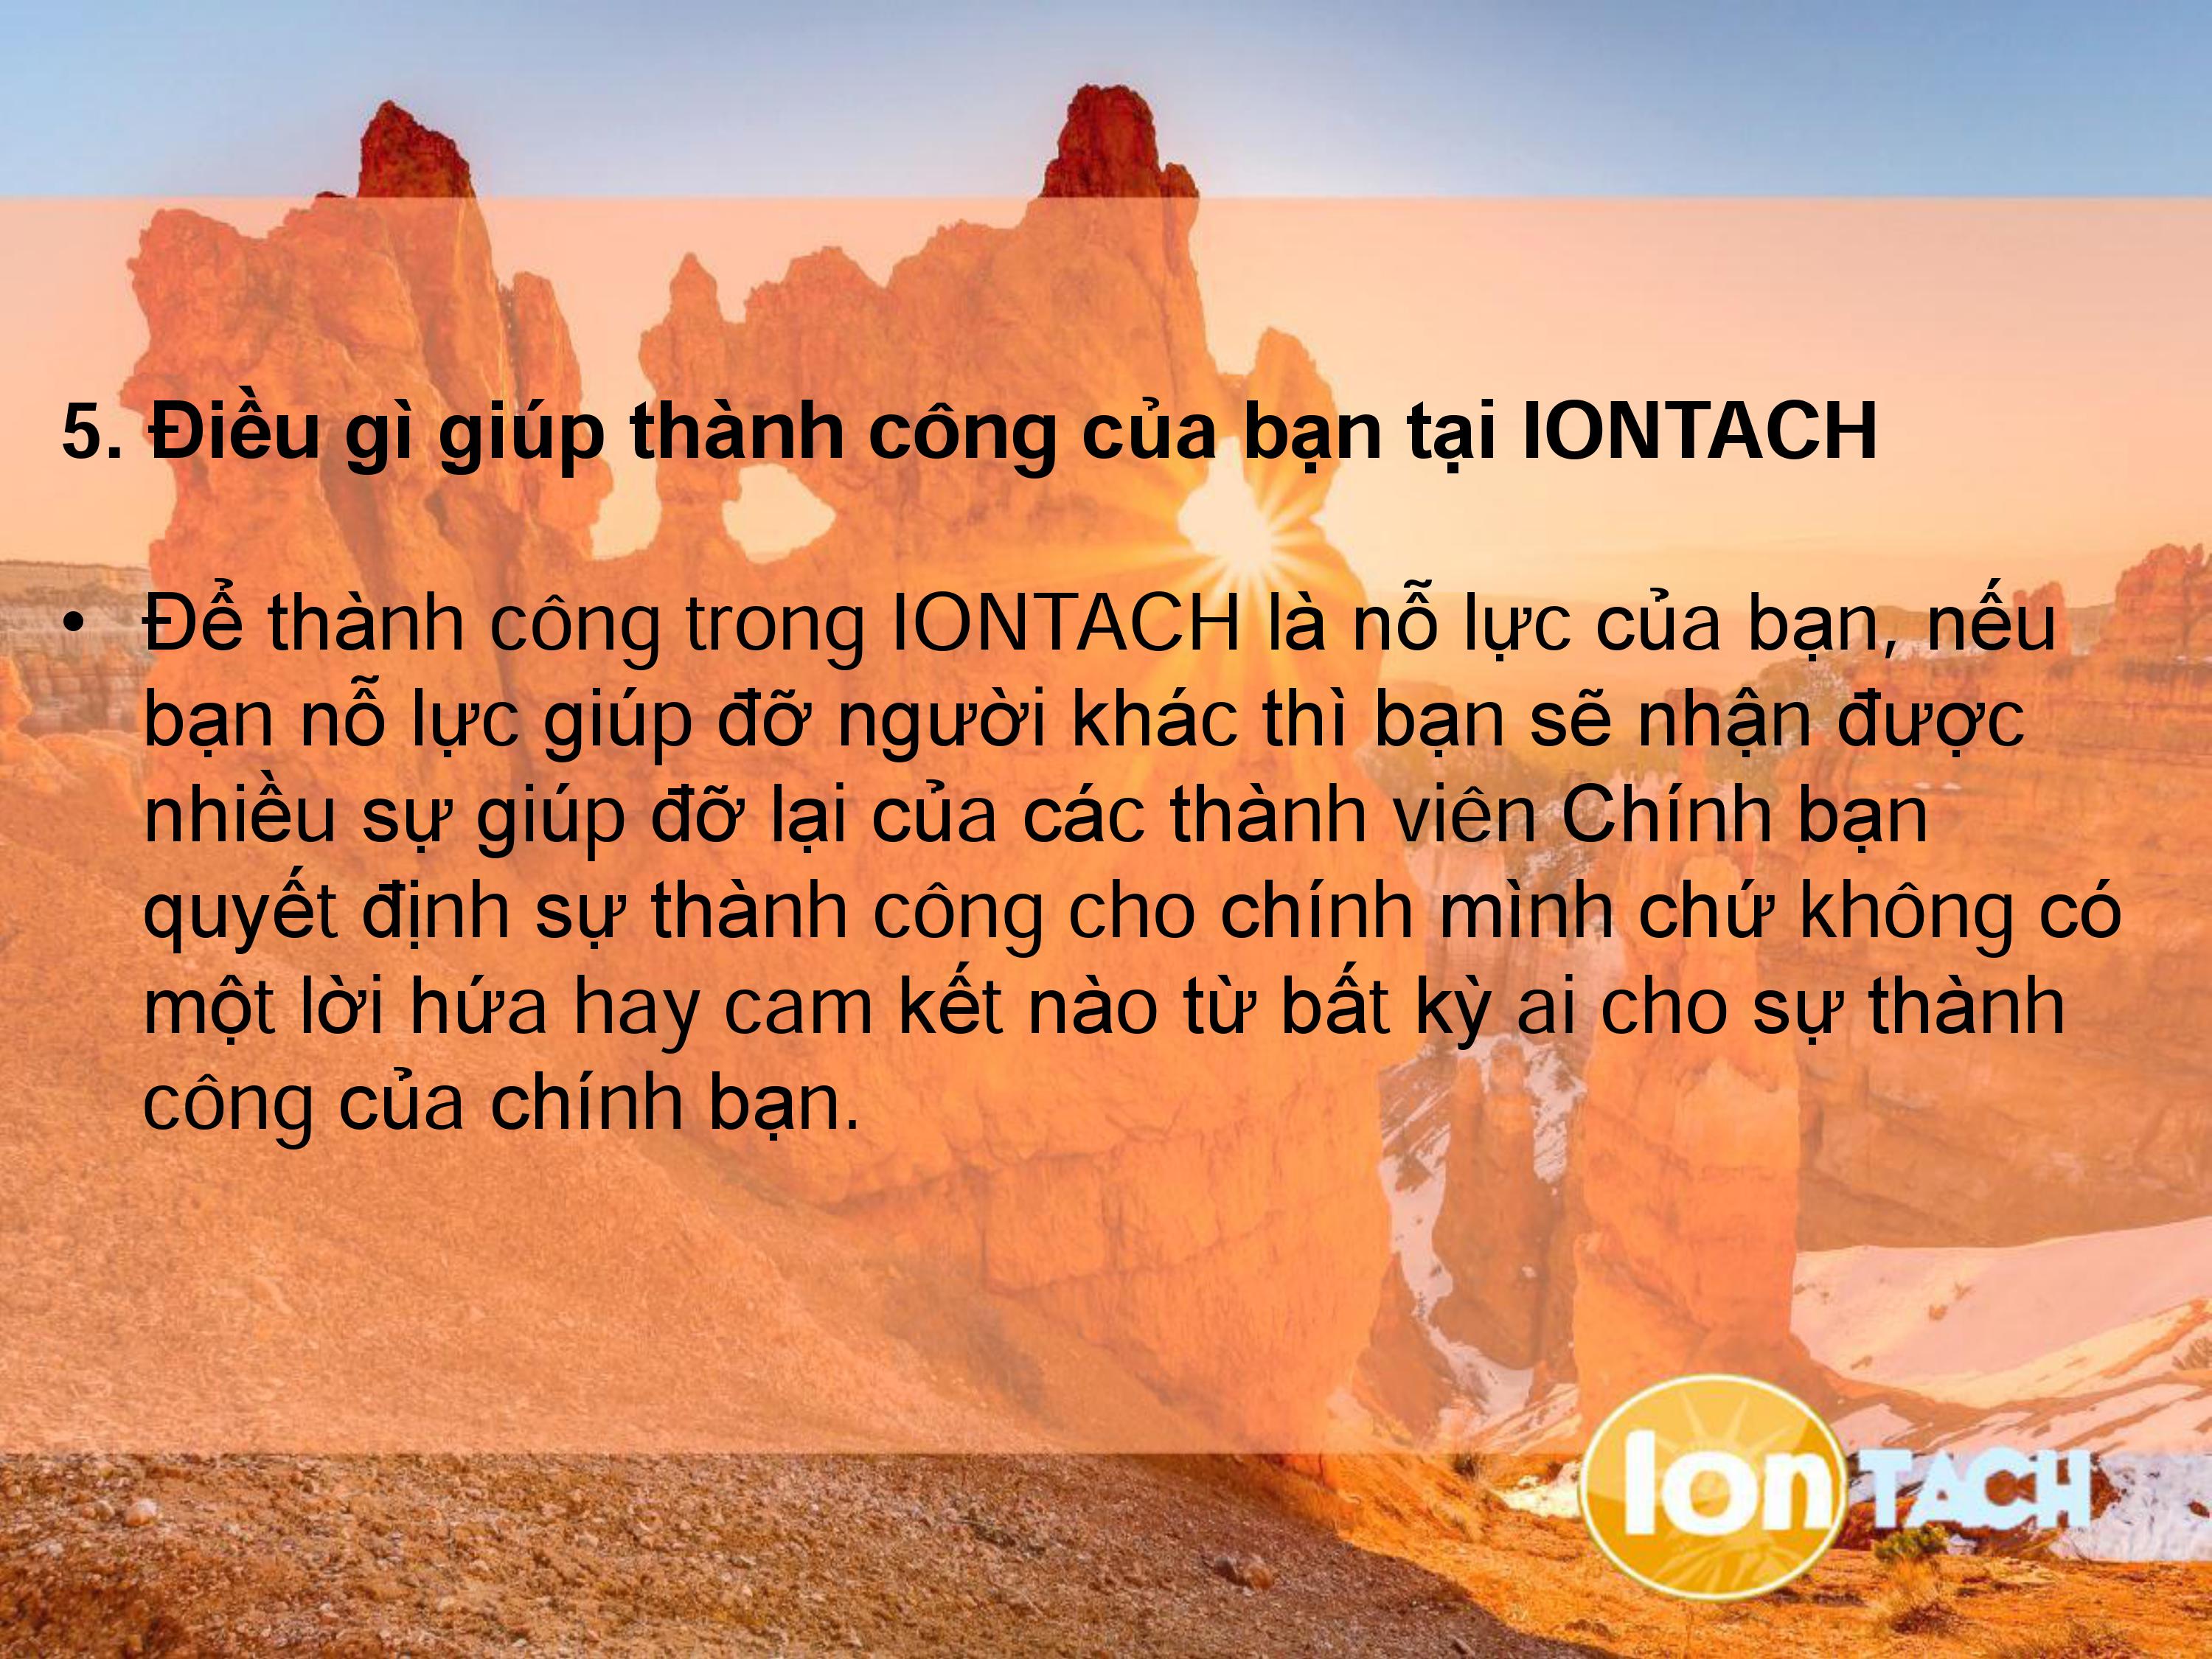 5. Điều gì giúp thành công của bạn tại IONTACH
• Để thành công trong IONTACH là nỗ lực của bạn, nếu
bạn nỗ lực giúp đỡ người khác thì bạn sẽ nhận được
nhiều sự giúp đỡ lại của các thành viên Chính bạn
quyết định sự thành công cho chính mình chứ không có
một lời hứa hay cam kết nào từ bất kỳ ai cho sự thành
công của chính bạn.
Ion TACH